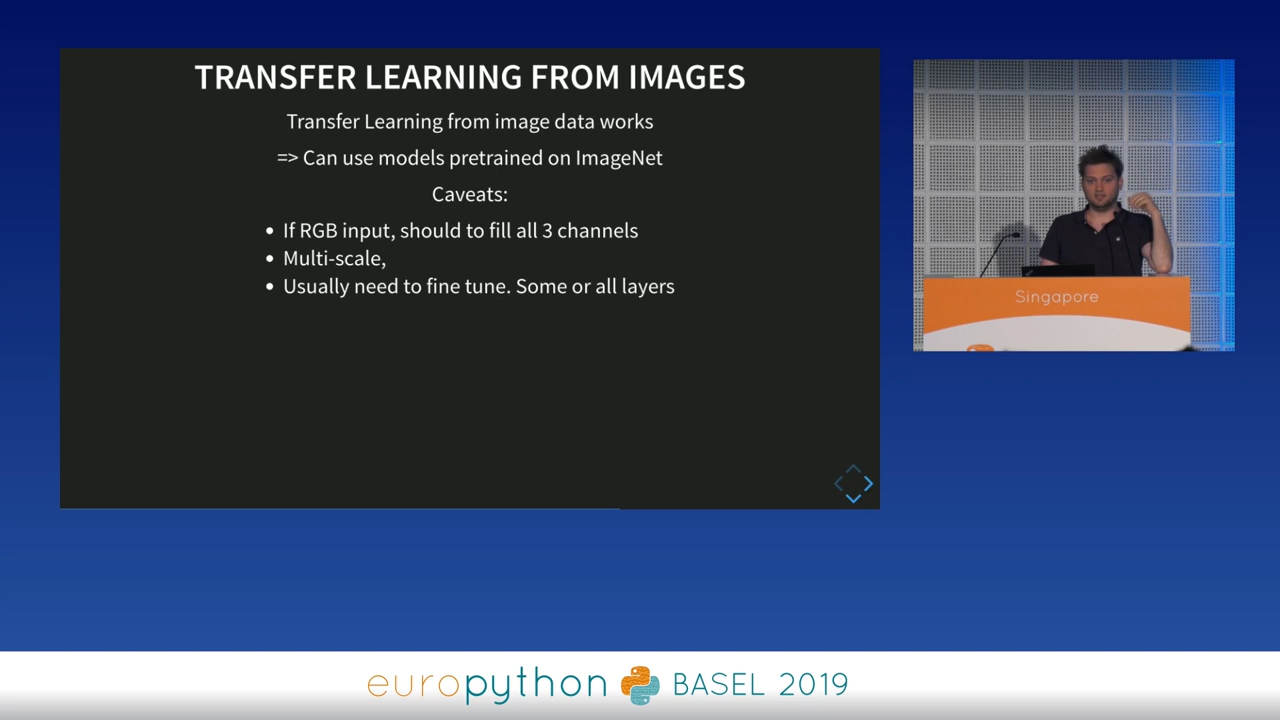 TRANSFER LEARNING FROM IMAGES
Transfer Learning from image data works
=> Can use models pretrained on ImageNet
Caveats:
• If RGB input, should to fill all 3 channels
• Multi-scale,
• Usually need to fine tune. Some or all layers
Singapore
europython BASEL 2019